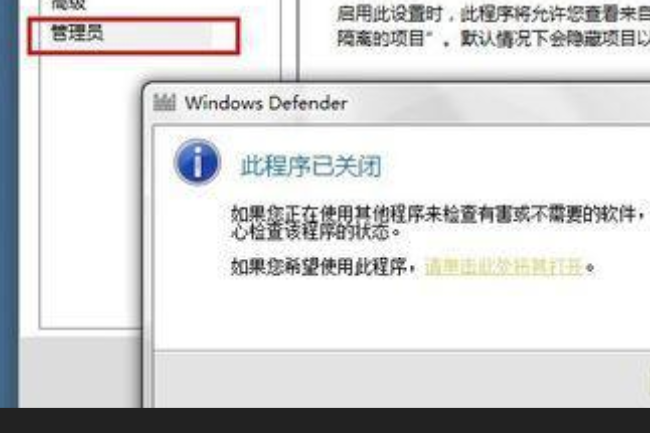 高级
启用此设置时，此程序将允许您查看来自
管理员
隔离的项目"。默认情况下会隐藏项目以
Windows Defender
此程序已关闭
如果您正在使用其他程序来检查有害或不需要的软件，
心检查该程序的状态。
如果您希望使用此程序，请单击此处将其打开。